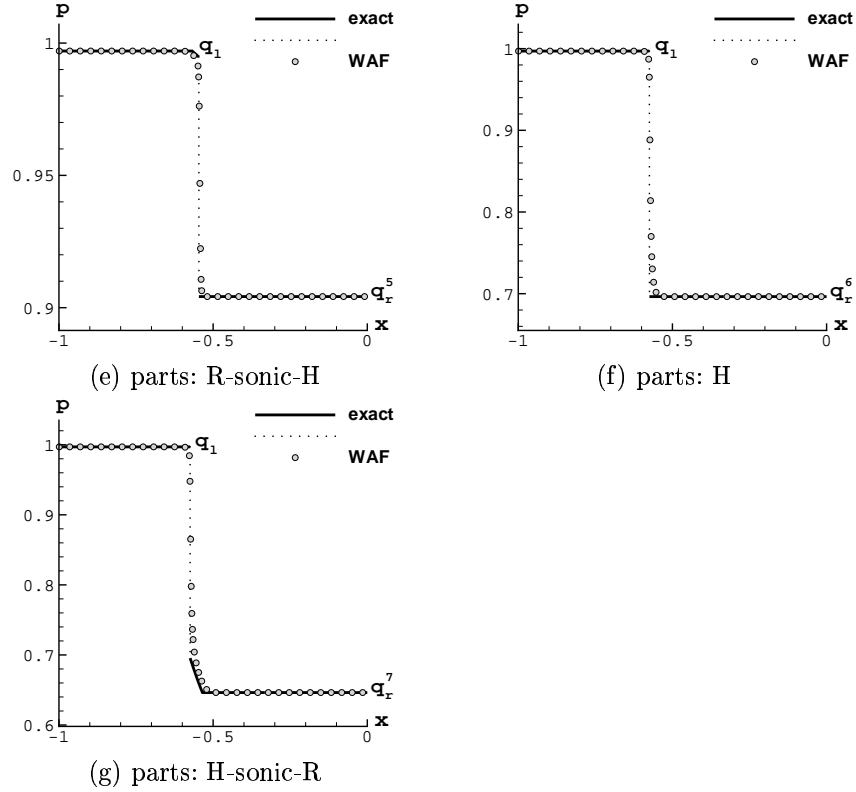 p
exact
WAF
1
0.95
0.9
q₁
q⁵ᵣ
x
-1
-0.5
0
(e) parts: R-sonic-H
p
exact
WAF
1
0.9
0.8
0.7
q₁
q⁶ᵣ
x
-1
-0.5
0
(f) parts: H
p
exact
WAF
1
0.9
0.8
0.7
0.6
q₁
q⁷ᵣ
x
-1
-0.5
0
(g) parts: H-sonic-R